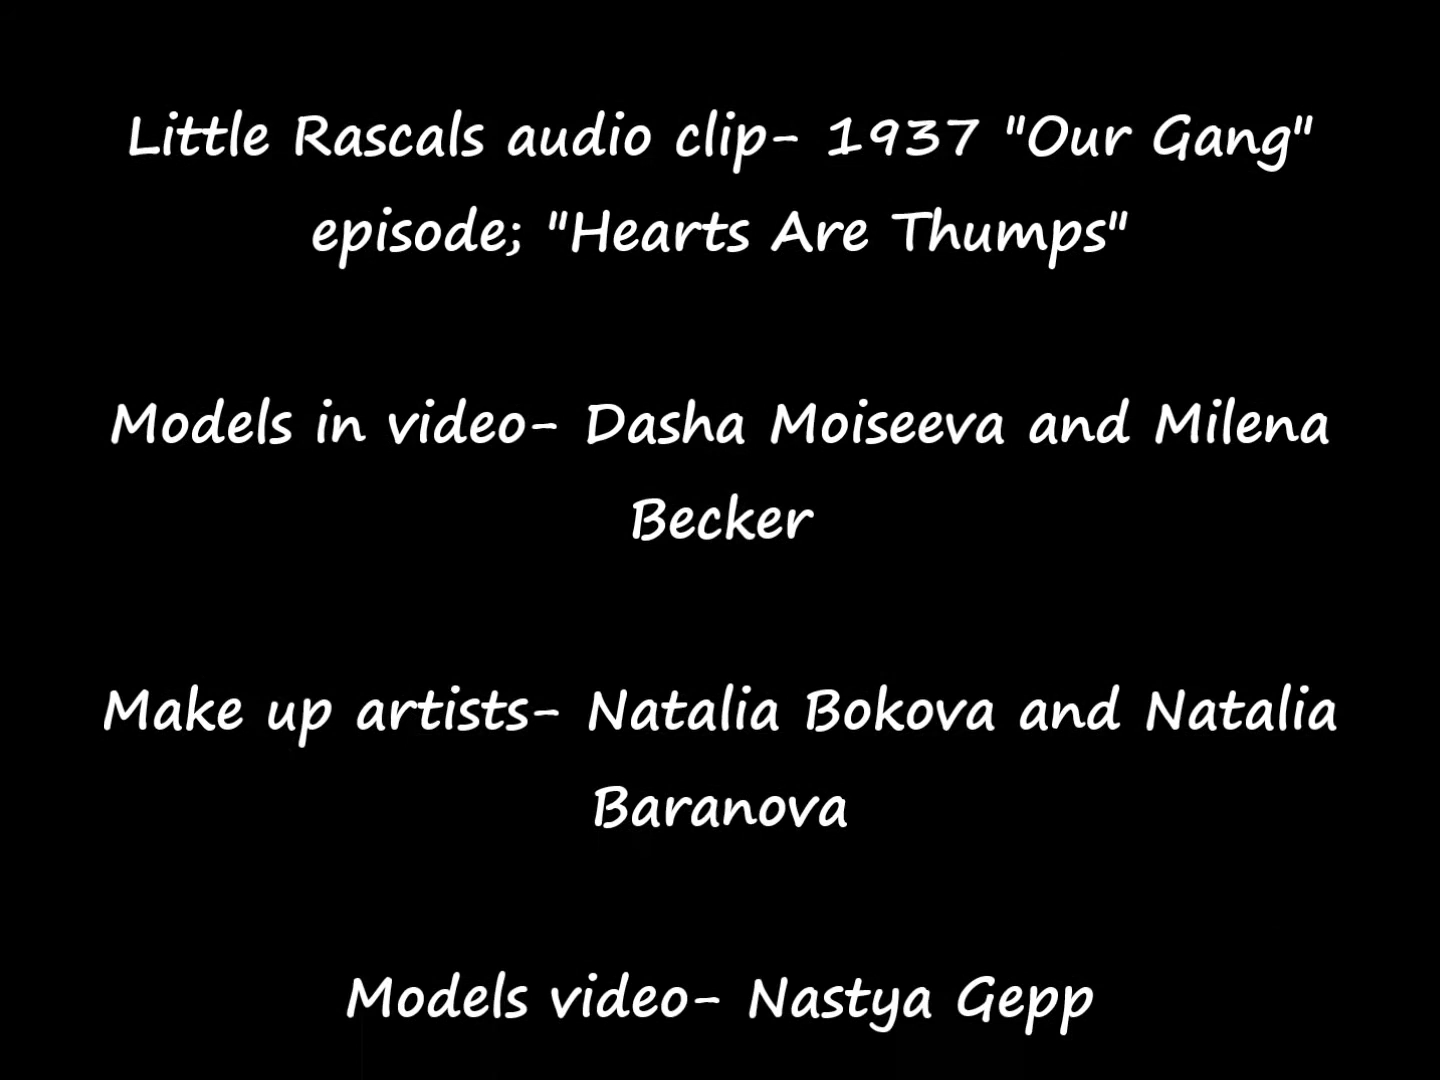 Little Rascals audio clip- 1937 "Our Gang"
episode; "Hearts Are Thumps"
Models in video- Dasha Moiseeva and Milena
Becker
Make up artists- Natalia Bokova and Natalia
Baranova
Models video- Nastya Gepp